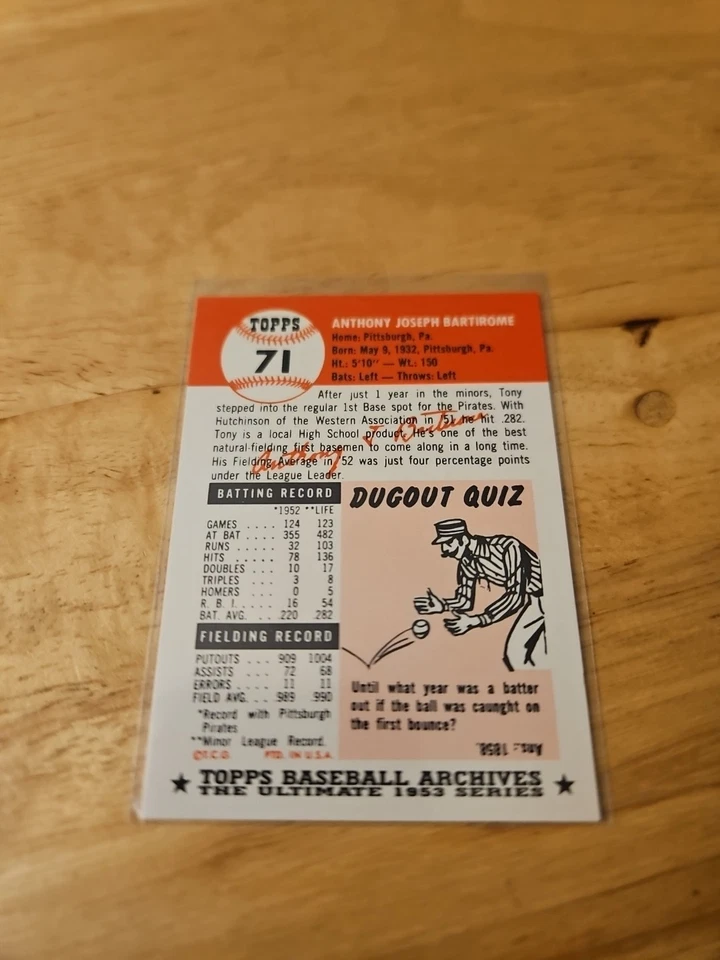 TOPPS
71
ANTHONY JOSEPH BARTIROME
Home: Pittsburgh, Pa.
Born: May 9, 1932, Pittsburgh, Pa.
Ht.: 5'10" — Wt.: 150
Bats: Left — Throws: Left
After just 1 year in the minors, Tony
stepped into the regular 1st Base spot for the Pirates. With
Hutchinson of the Western Association in '51 he hit .282.
Tony is a local High School product. He's one of the best
natural-fielding first basemen to come along in a long time.
His Fielding Average in '52 was just four percentage points
under the League Leader.
Anthony J Bartirome
BATTING RECORD
*1952 **LIFE
GAMES .... 124 123
AT BAT .... 355 482
RUNS ..... 32 103
HITS ..... 78 136
DOUBLES ... 10 17
TRIPLES ... 3 8
HOMERS ... 0 5
R. B. I. ... 16 54
BAT. AVG. .. .220 .282
FIELDING RECORD
PUTOUTS ... 909 1004
ASSISTS ... 72 68
ERRORS ... 11 11
FIELD AVG. .. .989 .990
*Record with Pittsburgh
Pirates
**Minor League Record.
©T.C.G. PTD. IN U.S.A.
DUGOUT QUIZ
Until what year was a batter
out if the ball was caught on
the first bounce?
Ans.: 1858.
★ TOPPS BASEBALL ARCHIVES ★
THE ULTIMATE 1953 SERIES